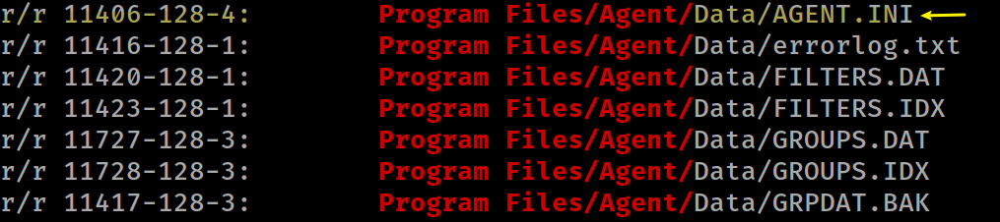 r/r 11406-128-4: Program Files/Agent/Data/AGENT.INI
r/r 11416-128-1: Program Files/Agent/Data/errorlog.txt
r/r 11420-128-1: Program Files/Agent/Data/FILTERS.DAT
r/r 11423-128-1: Program Files/Agent/Data/FILTERS.IDX
r/r 11727-128-3: Program Files/Agent/Data/GROUPS.DAT
r/r 11728-128-3: Program Files/Agent/Data/GROUPS.IDX
r/r 11417-128-3: Program Files/Agent/Data/GRPDAT.BAK